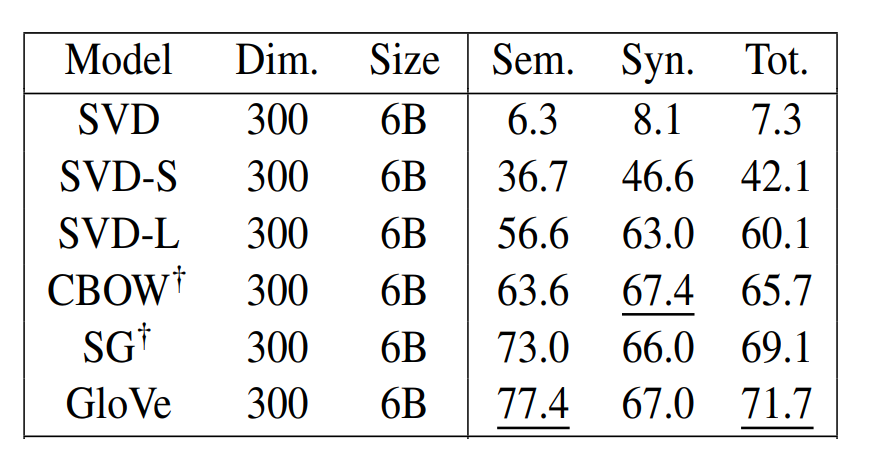 Model Dim. Size Sem. Syn. Tot.
SVD 300 6B 6.3 8.1 7.3
SVD-S 300 6B 36.7 46.6 42.1
SVD-L 300 6B 56.6 63.0 60.1
CBOW† 300 6B 63.6 67.4 65.7
SG† 300 6B 73.0 66.0 69.1
GloVe 300 6B 77.4 67.0 71.7